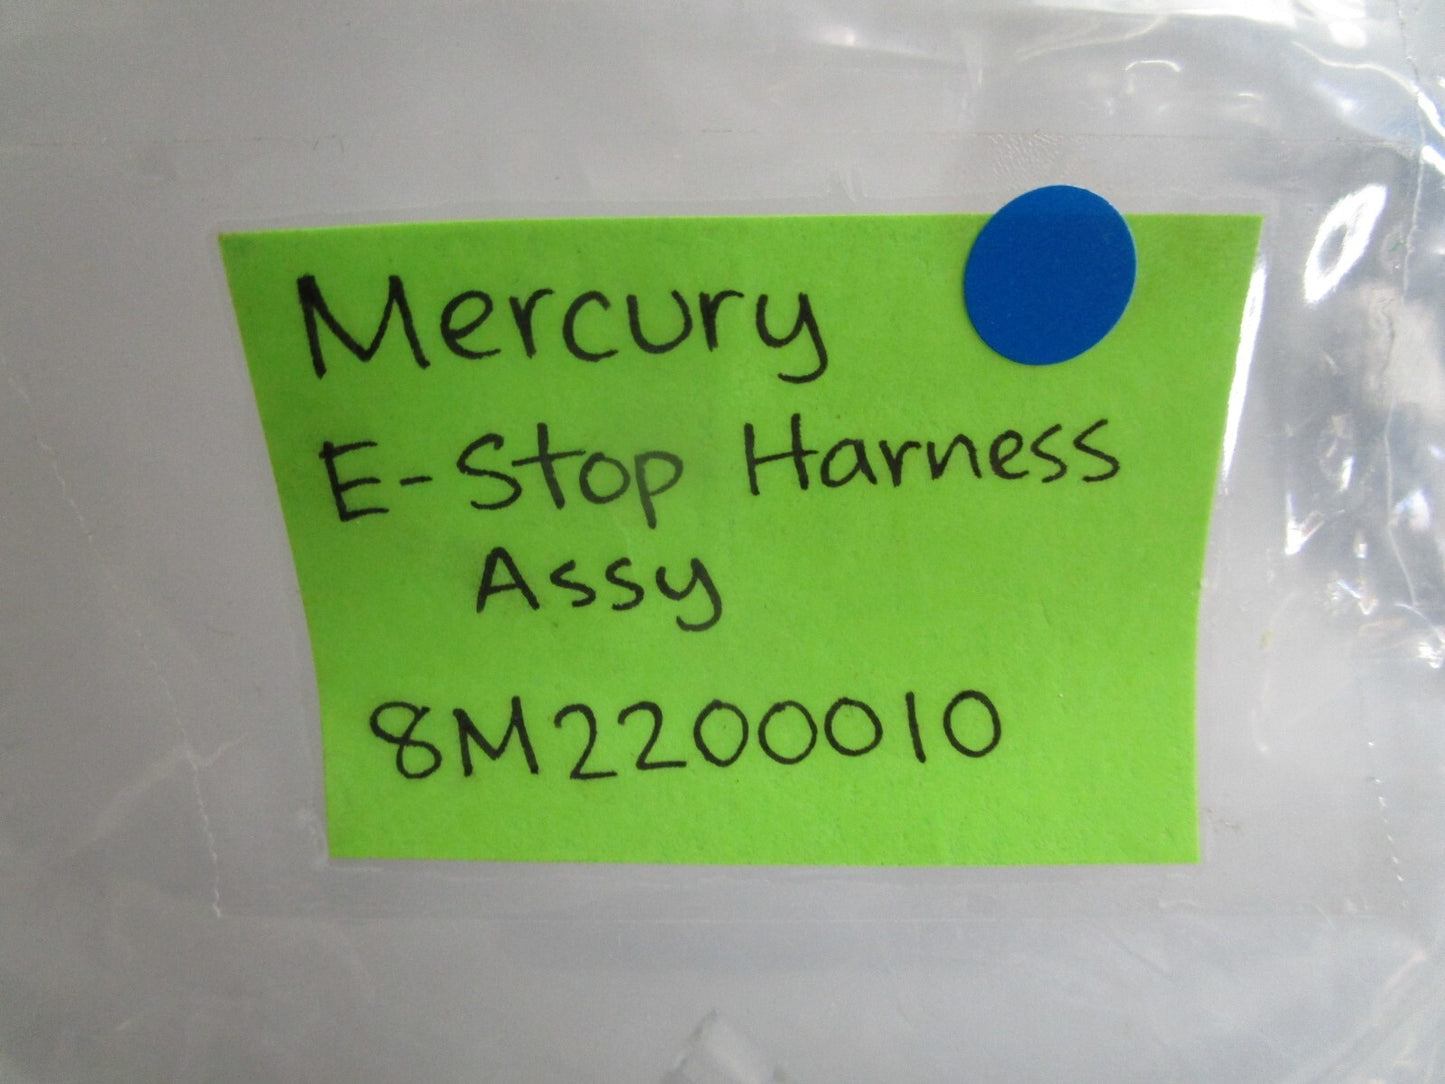 Mercury
E-Stop Harness
Assy
8M2200010